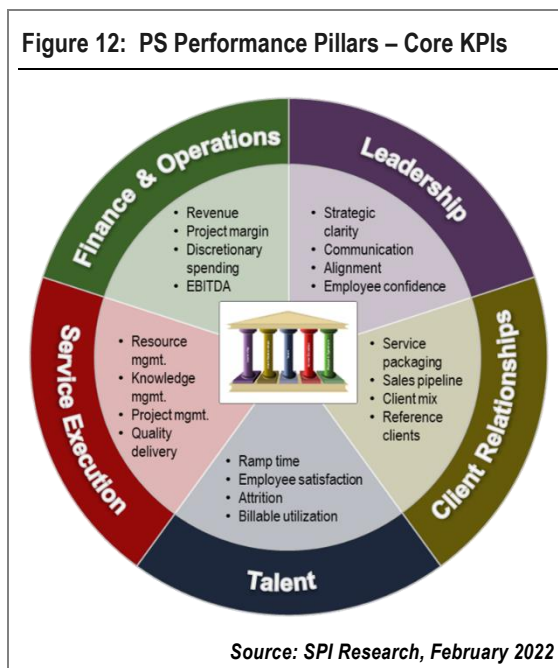 Figure 12: PS Performance Pillars – Core KPIs
Finance & Operations
• Revenue
• Project margin
• Discretionary
spending
• EBITDA
Leadership
• Strategic
clarity
• Communication
• Alignment
• Employee confidence
Service Execution
• Resource
mgmt.
• Knowledge
mgmt.
• Project mgmt.
• Quality
delivery
Client Relationships
• Service
packaging
• Sales pipeline
• Client mix
• Reference
clients
• Ramp time
• Employee satisfaction
• Attrition
• Billable utilization
Talent
Source: SPI Research, February 2022